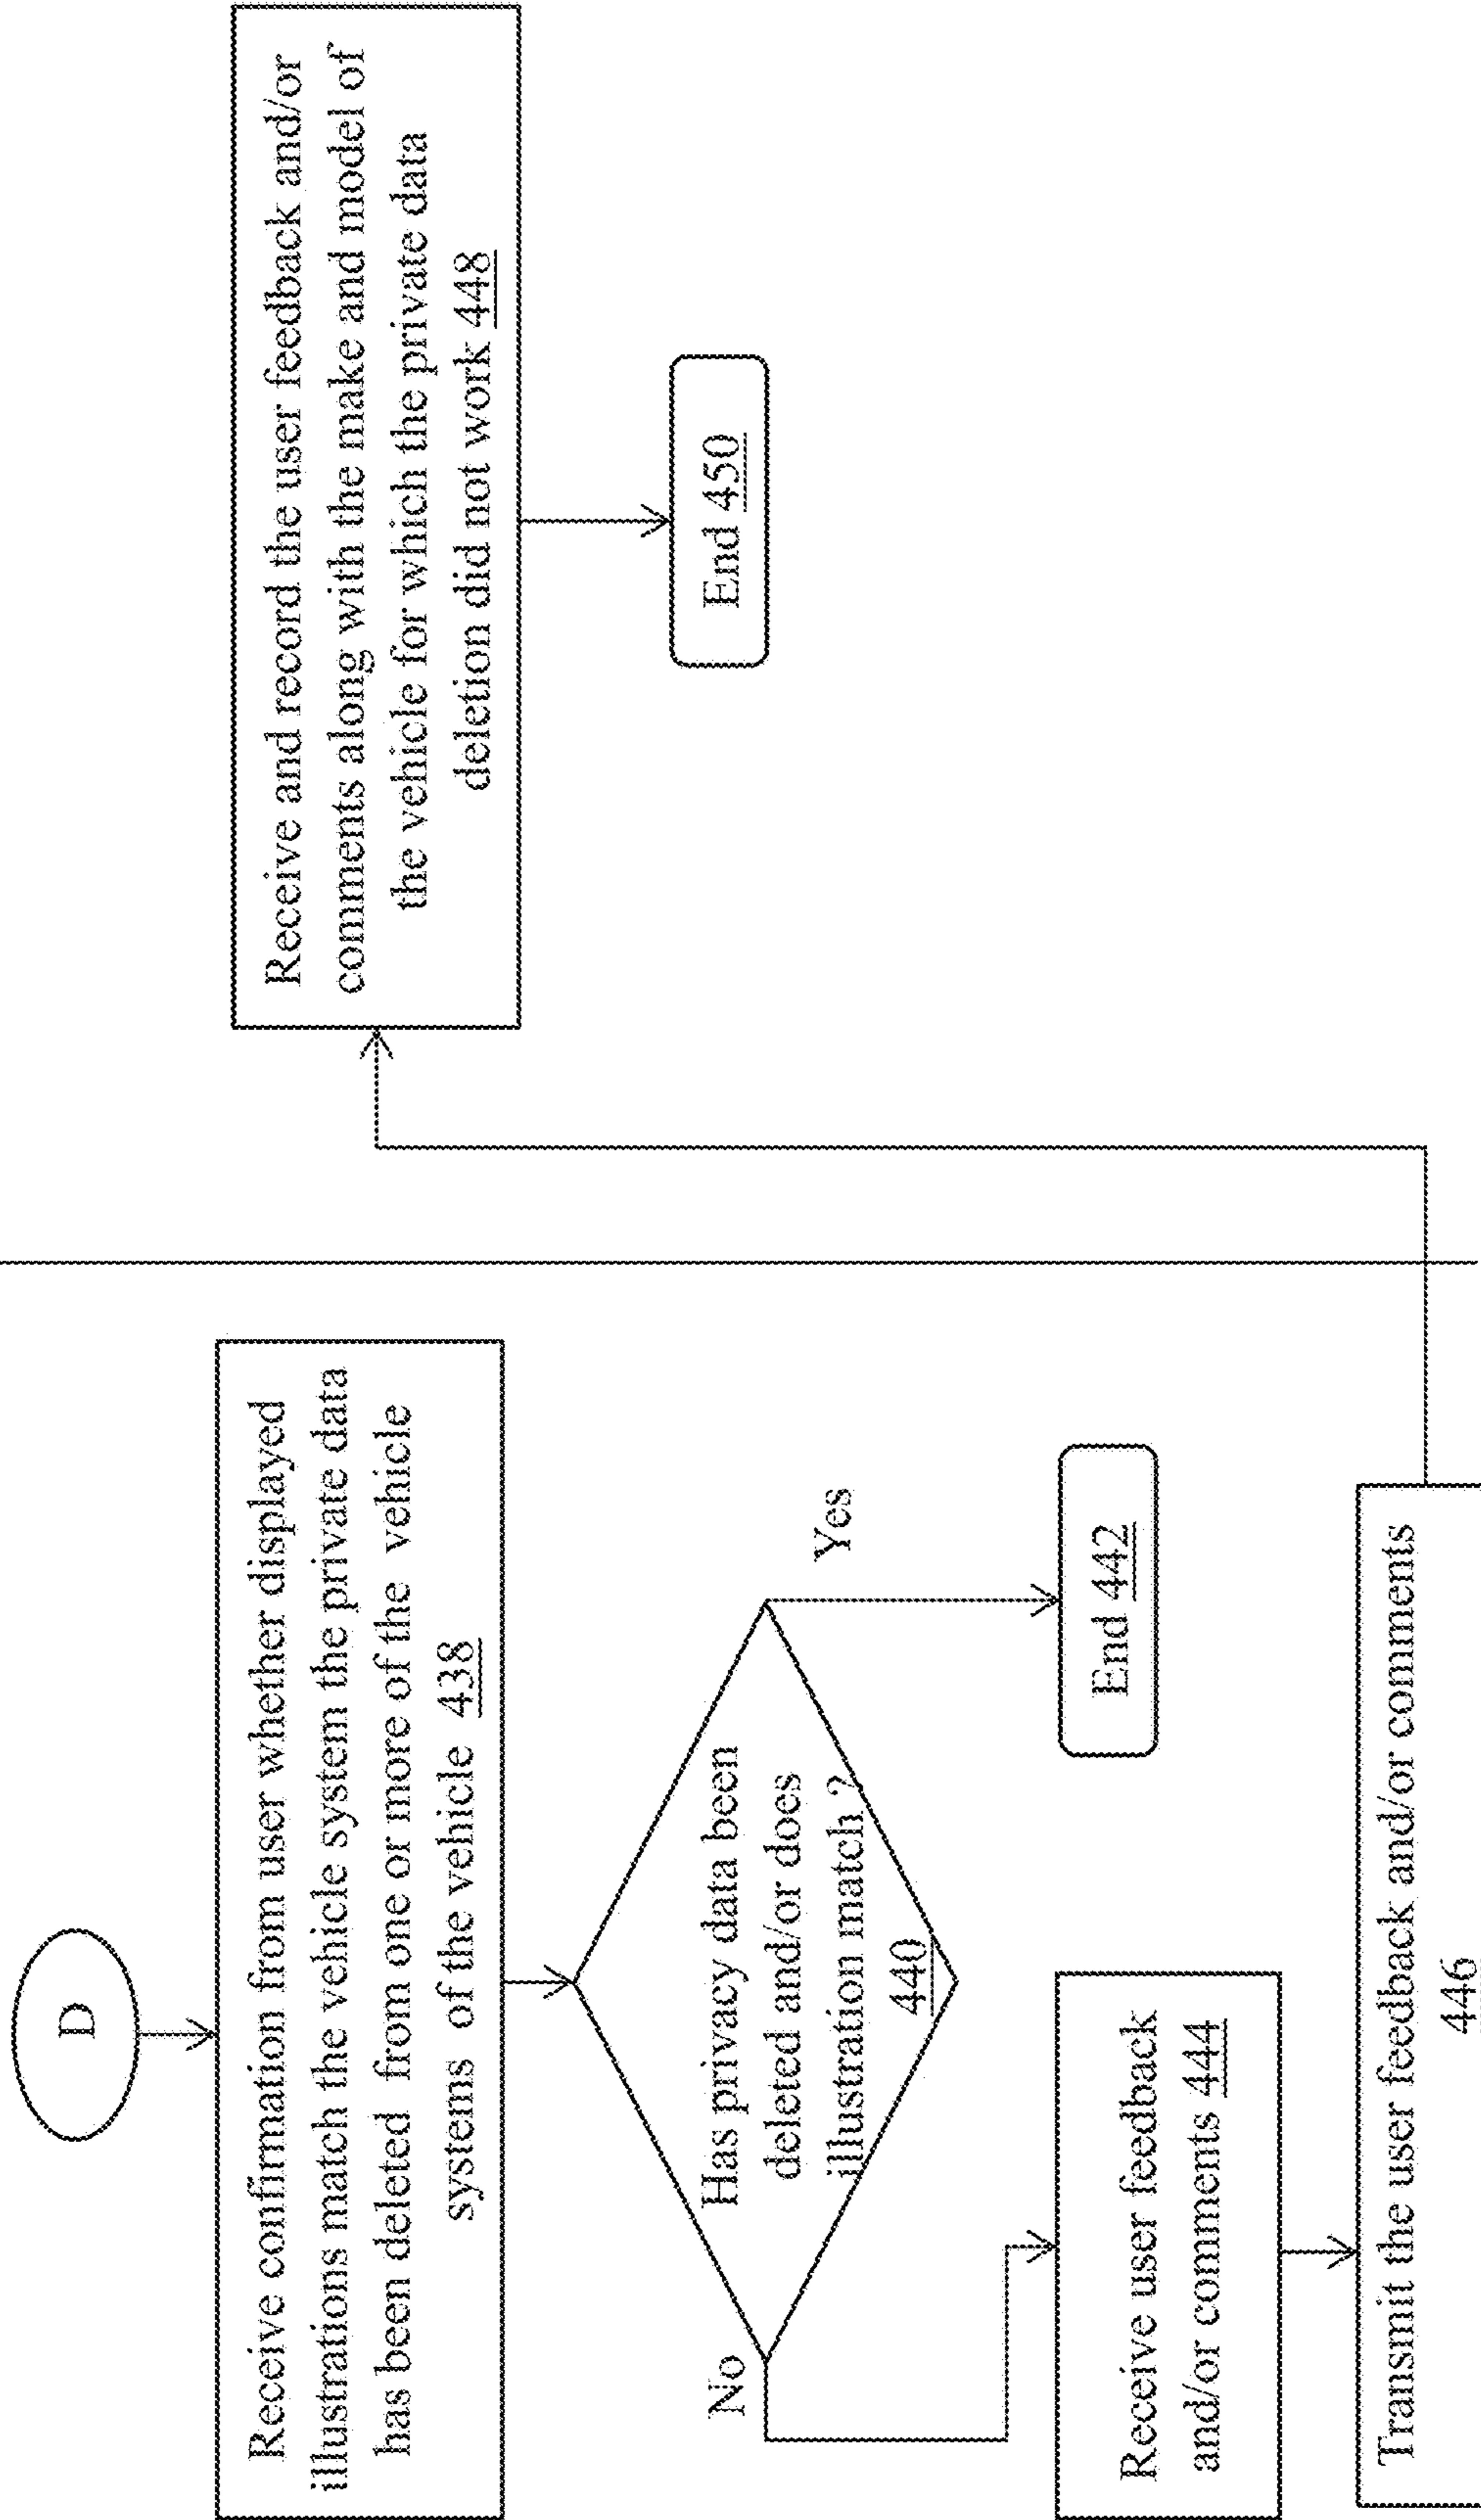 D
Receive confirmation from user whether displayed
illustrations match the vehicle system the private data
has been deleted from one or more of the vehicle
systems of the vehicle 438
Has privacy data been
deleted and/or does
illustration match ?
440
Yes
End 442
No
Receive user feedback
and/or comments 444
Transmit the user feedback and/or comments
446
Receive and record the user feedback and/or
comments along with the make and model of
the vehicle for which the private data
deletion did not work 448
End 450